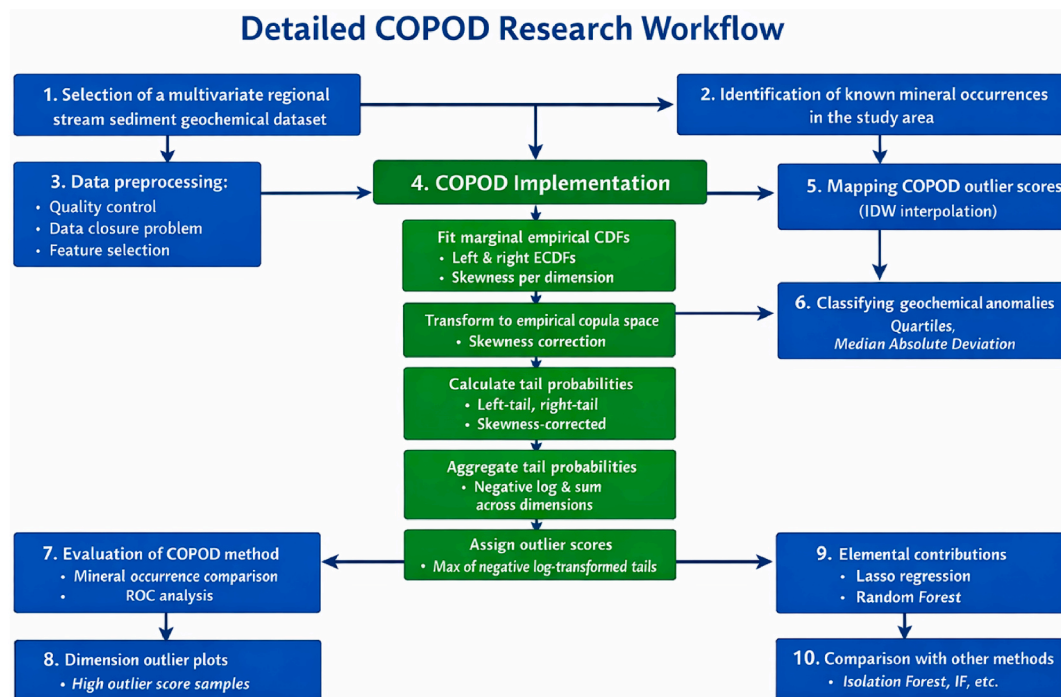 Detailed COPOD Research Workflow
1. Selection of a multivariate regional
stream sediment geochemical dataset
2. Identification of known mineral occurrences
in the study area
3. Data preprocessing:
• Quality control
• Data closure problem
• Feature selection
4. COPOD Implementation
5. Mapping COPOD outlier scores
(IDW interpolation)
Fit marginal empirical CDFs
• Left & right ECDFs
• Skewness per dimension
6. Classifying geochemical anomalies
Quartiles,
Median Absolute Deviation
Transform to empirical copula space
• Skewness correction
Calculate tail probabilities
• Left-tail, right-tail
• Skewness-corrected
Aggregate tail probabilities
• Negative log & sum
across dimensions
Assign outlier scores
• Max of negative log-transformed tails
7. Evaluation of COPOD method
• Mineral occurrence comparison
• ROC analysis
8. Dimension outlier plots
• High outlier score samples
9. Elemental contributions
• Lasso regression
• Random Forest
10. Comparison with other methods
• Isolation Forest, IF, etc.